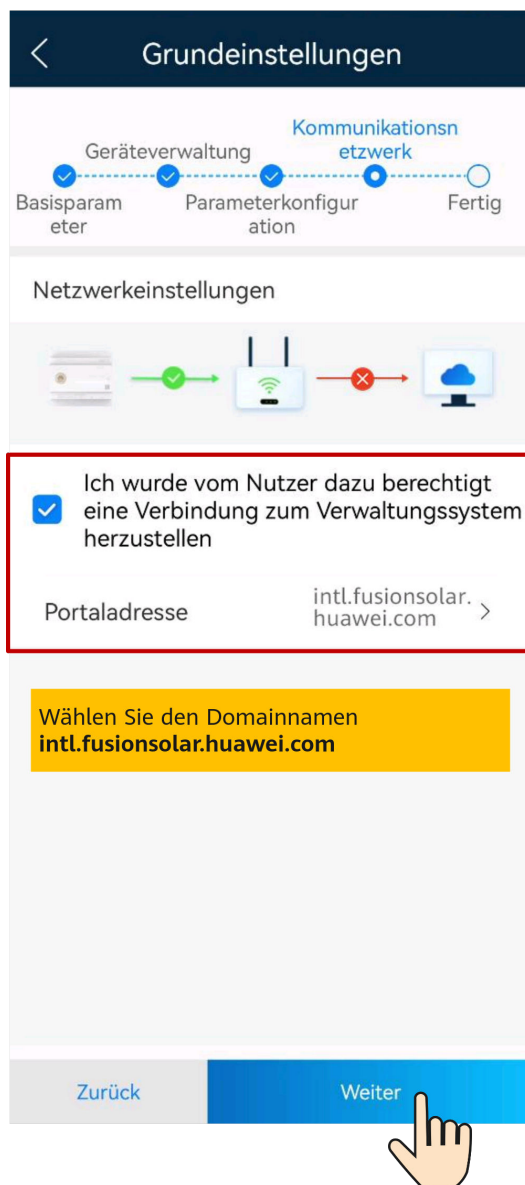 Grundeinstellungen
Kommunikationsn
Geräteverwaltung
etzwerk
Basisparam
Parameterkonfigur
Fertig
eter
ation
Netzwerkeinstellungen
Ich wurde vom Nutzer dazu berechtigt
eine Verbindung zum Verwaltungssystem
herzustellen
Portaladresse
intl.fusionsolar.
huawei.com
Wählen Sie den Domainnamen
intl.fusionsolar.huawei.com
Zurück
Weiter